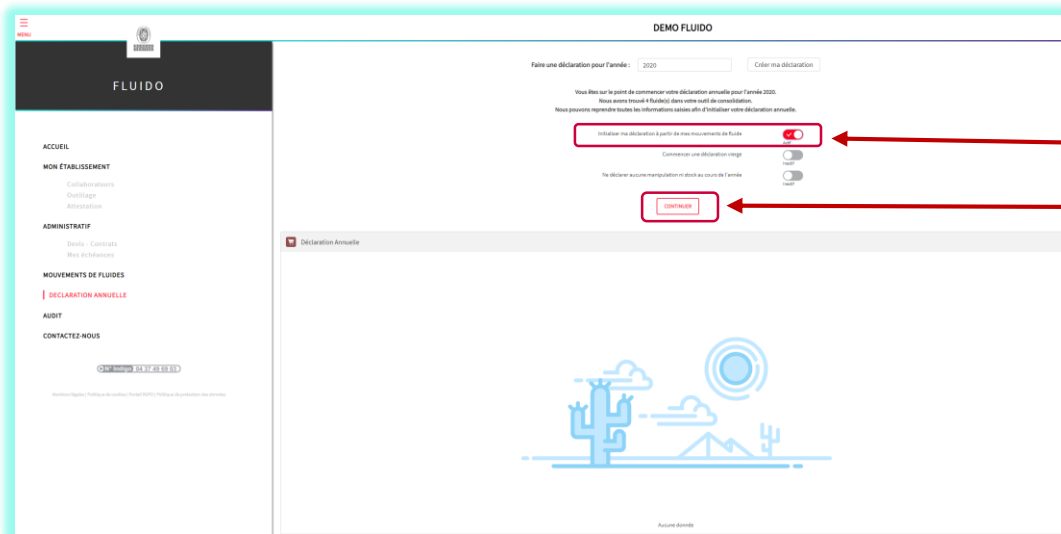 MENU
DEMO FLUIDO
FLUIDO
Faire une déclaration pour l'année : 2020 Créer ma déclaration
Vous êtes sur le point de commencer votre déclaration annuelle pour l'année 2020.
Nous avons trouvé 4 fluide(s) dans votre outil de consolidation.
Nous pouvons reprendre toutes les informations saisies afin d'initialiser votre déclaration annuelle.
Initialiser ma déclaration à partir de mes mouvements de fluide
Actif
Commencer une déclaration vierge
Inactif
Ne déclarer aucune manipulation ni stock au cours de l'année
Inactif
CONTINUER
ACCUEIL
MON ÉTABLISSEMENT
Collaborateurs
Outillage
Attestation
ADMINISTRATIF
Devis - Contrats
Mes échéances
MOUVEMENTS DE FLUIDES
DECLARATION ANNUELLE
AUDIT
CONTACTEZ-NOUS
N° Indigo
Déclaration Annuelle
Aucune donnée